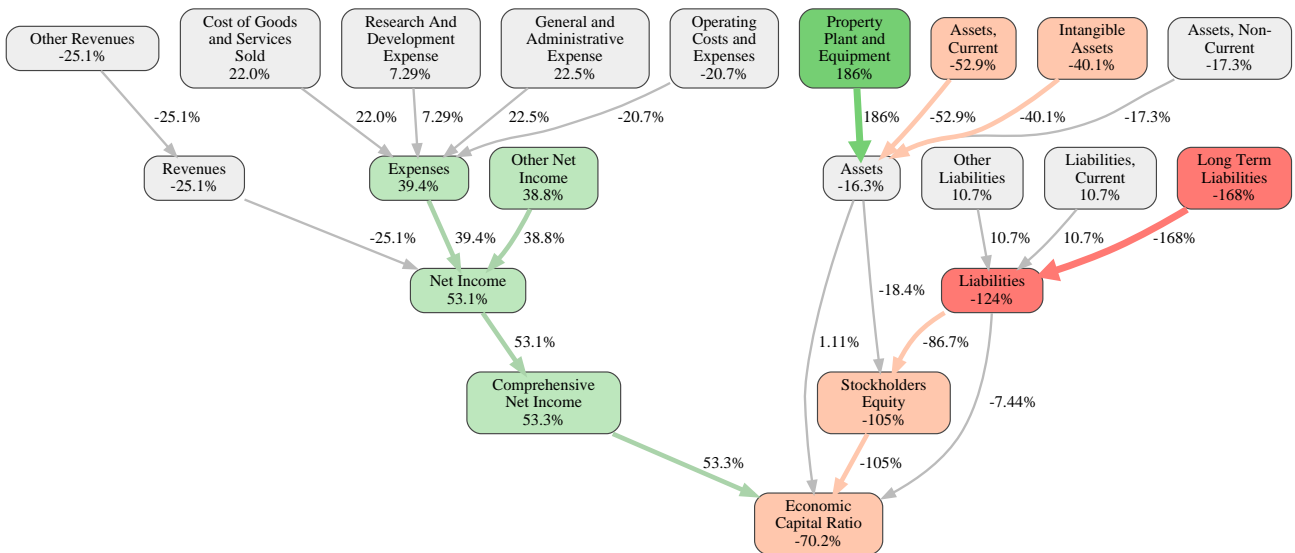 Other Revenues
-25.1%
Cost of Goods
and Services
Sold
22.0%
Research And
Development
Expense
7.29%
General and
Administrative
Expense
22.5%
Operating
Costs and
Expenses
-20.7%
Property
Plant and
Equipment
186%
Assets,
Current
-52.9%
Intangible
Assets
-40.1%
Assets, Non-
Current
-17.3%
-25.1%
22.0%
7.29%
22.5%
-20.7%
186%
-52.9%
-40.1%
-17.3%
Revenues
-25.1%
Expenses
39.4%
Other Net
Income
38.8%
Assets
-16.3%
Other
Liabilities
10.7%
Liabilities,
Current
10.7%
Long Term
Liabilities
-168%
-25.1%
39.4%
38.8%
10.7%
10.7%
-168%
Net Income
53.1%
-18.4%
Liabilities
-124%
53.1%
1.11%
-86.7%
Comprehensive
Net Income
53.3%
Stockholders
Equity
-105%
-7.44%
53.3%
-105%
Economic
Capital Ratio
-70.2%